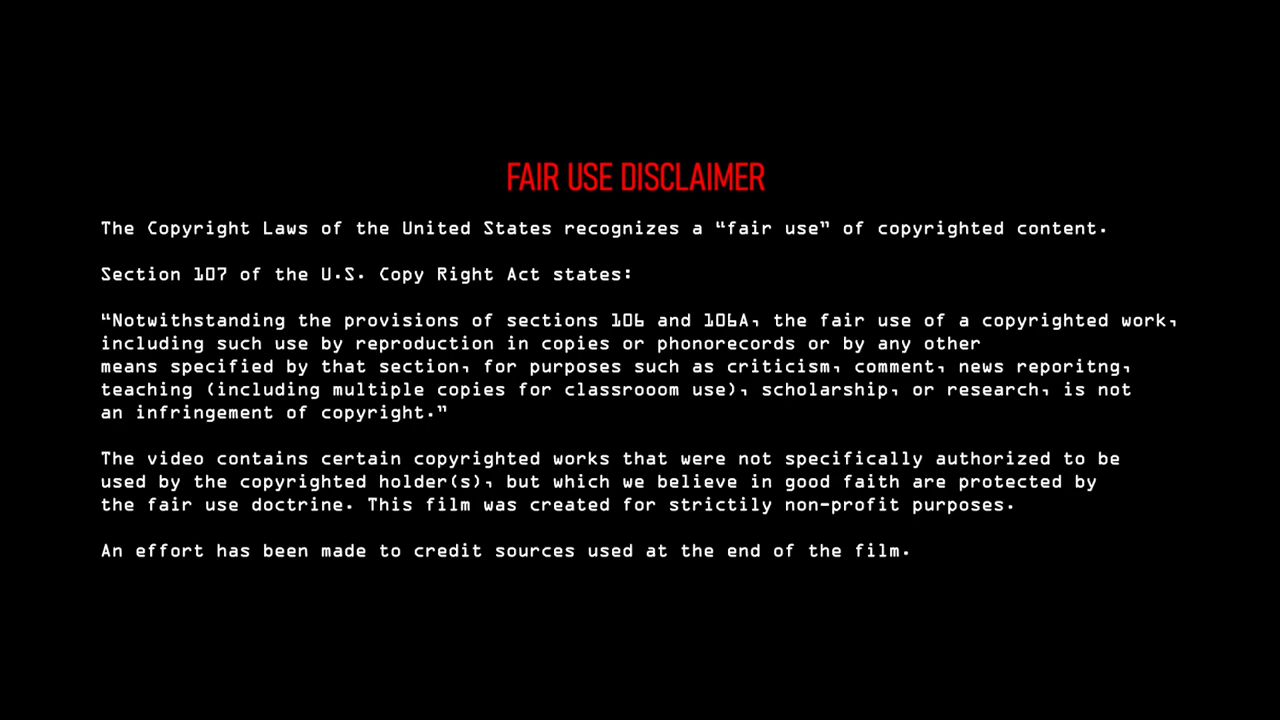 FAIR USE DISCLAIMER
The Copyright Laws of the United States recognizes a “fair use” of copyrighted content.
Section 107 of the U.S. Copy Right Act states:
“Notwithstanding the provisions of sections 106 and 106A, the fair use of a copyrighted work,
including such use by reproduction in copies or phonorecords or by any other
means specified by that section, for purposes such as criticism, comment, news reporitng,
teaching (including multiple copies for classrooom use), scholarship, or research, is not
an infringement of copyright.”
The video contains certain copyrighted works that were not specifically authorized to be
used by the copyrighted holder(s), but which we believe in good faith are protected by
the fair use doctrine. This film was created for strictily non-profit purposes.
An effort has been made to credit sources used at the end of the film.